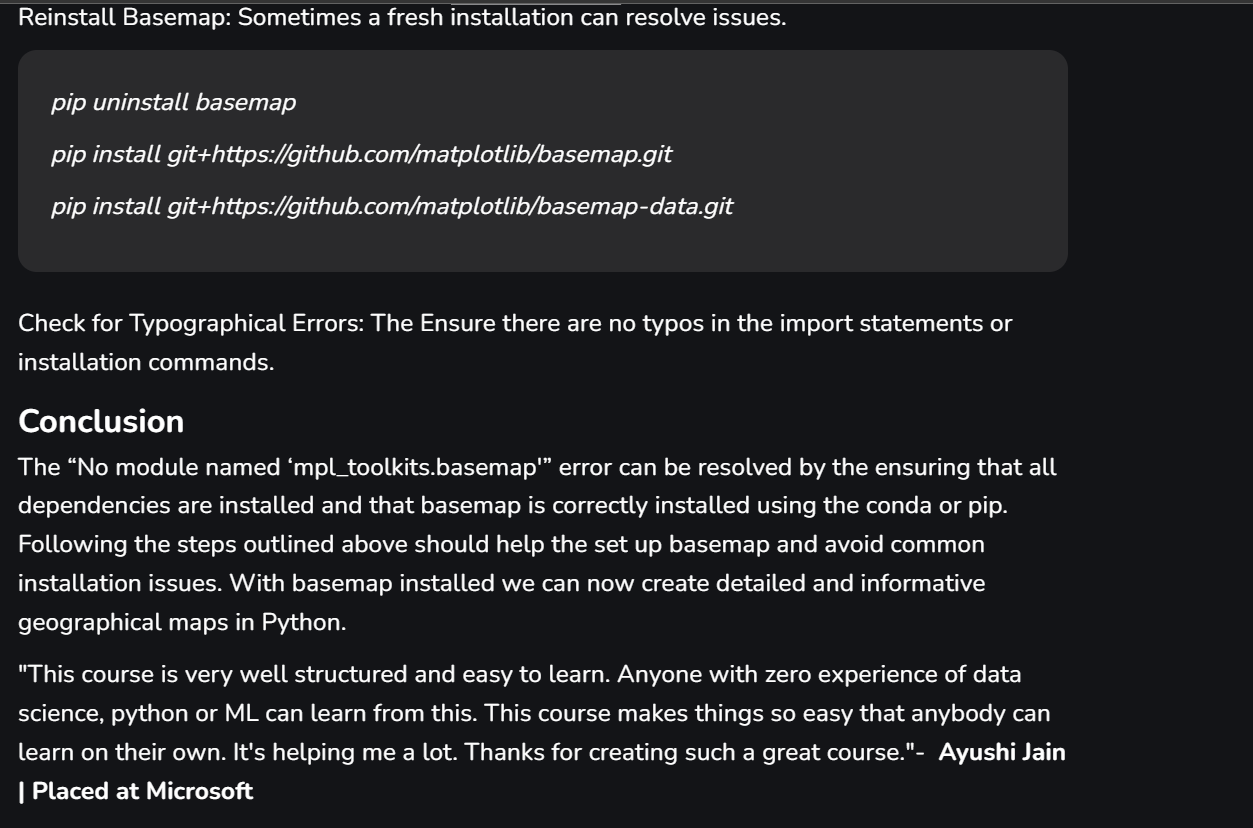 Reinstall Basemap: Sometimes a fresh installation can resolve issues.
pip uninstall basemap
pip install git+https://github.com/matplotlib/basemap.git
pip install git+https://github.com/matplotlib/basemap-data.git
Check for Typographical Errors: The Ensure there are no typos in the import statements or
installation commands.
Conclusion
The “No module named ‘mpl_toolkits.basemap'” error can be resolved by the ensuring that all
dependencies are installed and that basemap is correctly installed using the conda or pip.
Following the steps outlined above should help the set up basemap and avoid common
installation issues. With basemap installed we can now create detailed and informative
geographical maps in Python.
"This course is very well structured and easy to learn. Anyone with zero experience of data
science, python or ML can learn from this. This course makes things so easy that anybody can
learn on their own. It's helping me a lot. Thanks for creating such a great course."- Ayushi Jain
| Placed at Microsoft